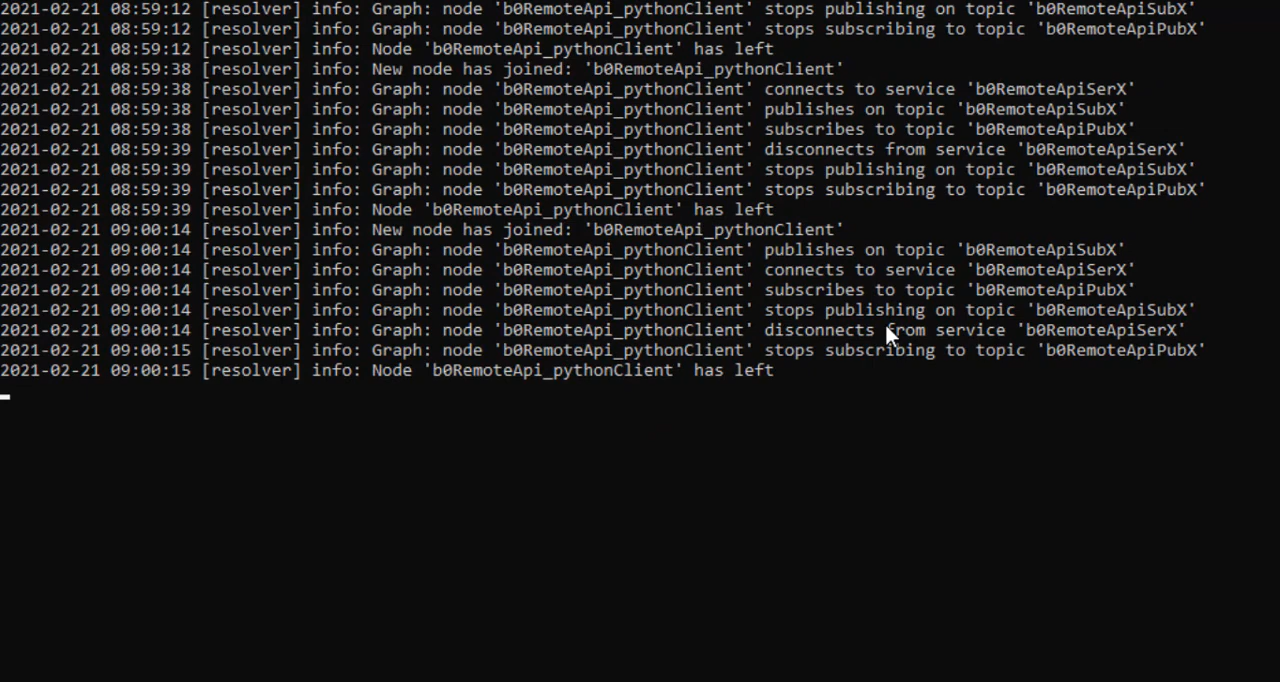 2021-02-21 08:59:12 [resolver] info: Graph: node 'b0RemoteApi_pythonClient' stops publishing on topic 'b0RemoteApiSubX'
2021-02-21 08:59:12 [resolver] info: Graph: node 'b0RemoteApi_pythonClient' stops subscribing to topic 'b0RemoteApiPubX'
2021-02-21 08:59:12 [resolver] info: Node 'b0RemoteApi_pythonClient' has left
2021-02-21 08:59:38 [resolver] info: New node has joined: 'b0RemoteApi_pythonClient'
2021-02-21 08:59:38 [resolver] info: Graph: node 'b0RemoteApi_pythonClient' connects to service 'b0RemoteApiSerX'
2021-02-21 08:59:38 [resolver] info: Graph: node 'b0RemoteApi_pythonClient' publishes on topic 'b0RemoteApiSubX'
2021-02-21 08:59:38 [resolver] info: Graph: node 'b0RemoteApi_pythonClient' subscribes to topic 'b0RemoteApiPubX'
2021-02-21 08:59:39 [resolver] info: Graph: node 'b0RemoteApi_pythonClient' disconnects from service 'b0RemoteApiSerX'
2021-02-21 08:59:39 [resolver] info: Graph: node 'b0RemoteApi_pythonClient' stops publishing on topic 'b0RemoteApiSubX'
2021-02-21 08:59:39 [resolver] info: Graph: node 'b0RemoteApi_pythonClient' stops subscribing to topic 'b0RemoteApiPubX'
2021-02-21 08:59:39 [resolver] info: Node 'b0RemoteApi_pythonClient' has left
2021-02-21 09:00:14 [resolver] info: New node has joined: 'b0RemoteApi_pythonClient'
2021-02-21 09:00:14 [resolver] info: Graph: node 'b0RemoteApi_pythonClient' publishes on topic 'b0RemoteApiSubX'
2021-02-21 09:00:14 [resolver] info: Graph: node 'b0RemoteApi_pythonClient' connects to service 'b0RemoteApiSerX'
2021-02-21 09:00:14 [resolver] info: Graph: node 'b0RemoteApi_pythonClient' subscribes to topic 'b0RemoteApiPubX'
2021-02-21 09:00:14 [resolver] info: Graph: node 'b0RemoteApi_pythonClient' stops publishing on topic 'b0RemoteApiSubX'
2021-02-21 09:00:14 [resolver] info: Graph: node 'b0RemoteApi_pythonClient' disconnects from service 'b0RemoteApiSerX'
2021-02-21 09:00:15 [resolver] info: Graph: node 'b0RemoteApi_pythonClient' stops subscribing to topic 'b0RemoteApiPubX'
2021-02-21 09:00:15 [resolver] info: Node 'b0RemoteApi_pythonClient' has left